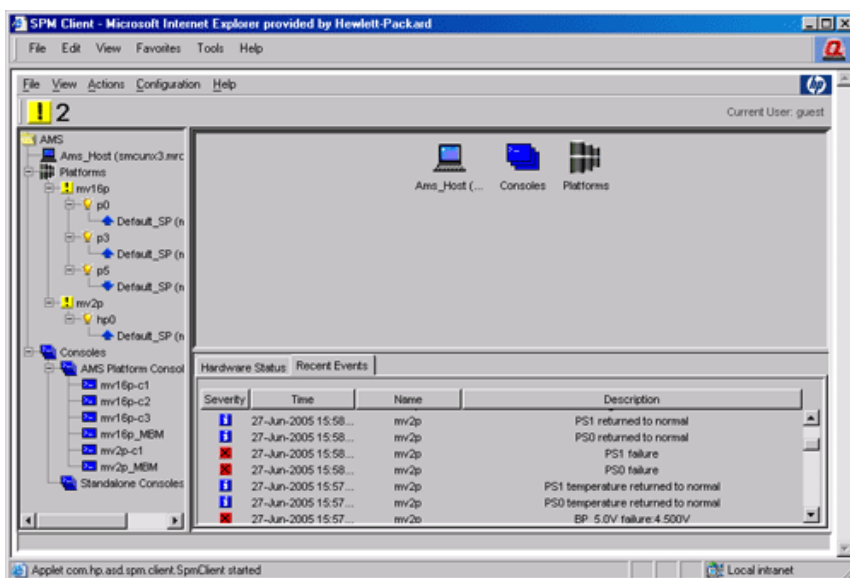 SPM Client - Microsoft Internet Explorer provided by Hewlett-Packard
File Edit View Favorites Tools Help
File View Actions Configuration Help
hp
2
Current User: guest
AMS
Ams_Host (smcunx3.mrc
Platforms
mv16p
p0
Default_SP (n
p3
Default_SP (n
p5
Default_SP (n
mv2p
hp0
Default_SP (n
Consoles
AMS Platform Consol
mv16p-c1
mv16p-c2
mv16p-c3
mv16p_MBM
mv2p-c1
mv2p_MBM
Standalone Consoles
Ams_Host (... Consoles Platforms
Hardware Status Recent Events
Severity Time Name Description
27-Jun-2005 15:58... mv2p PS1 returned to normal
27-Jun-2005 15:58... mv2p PS0 returned to normal
27-Jun-2005 15:58... mv2p PS1 failure
27-Jun-2005 15:58... mv2p PS0 failure
27-Jun-2005 15:57... mv2p PS1 temperature returned to normal
27-Jun-2005 15:57... mv2p PS0 temperature returned to normal
27-Jun-2005 15:57... mv2p BP 5.0V failure:4.500V
Applet com.hp.asd.spm.client.SpmClient started
Local intranet